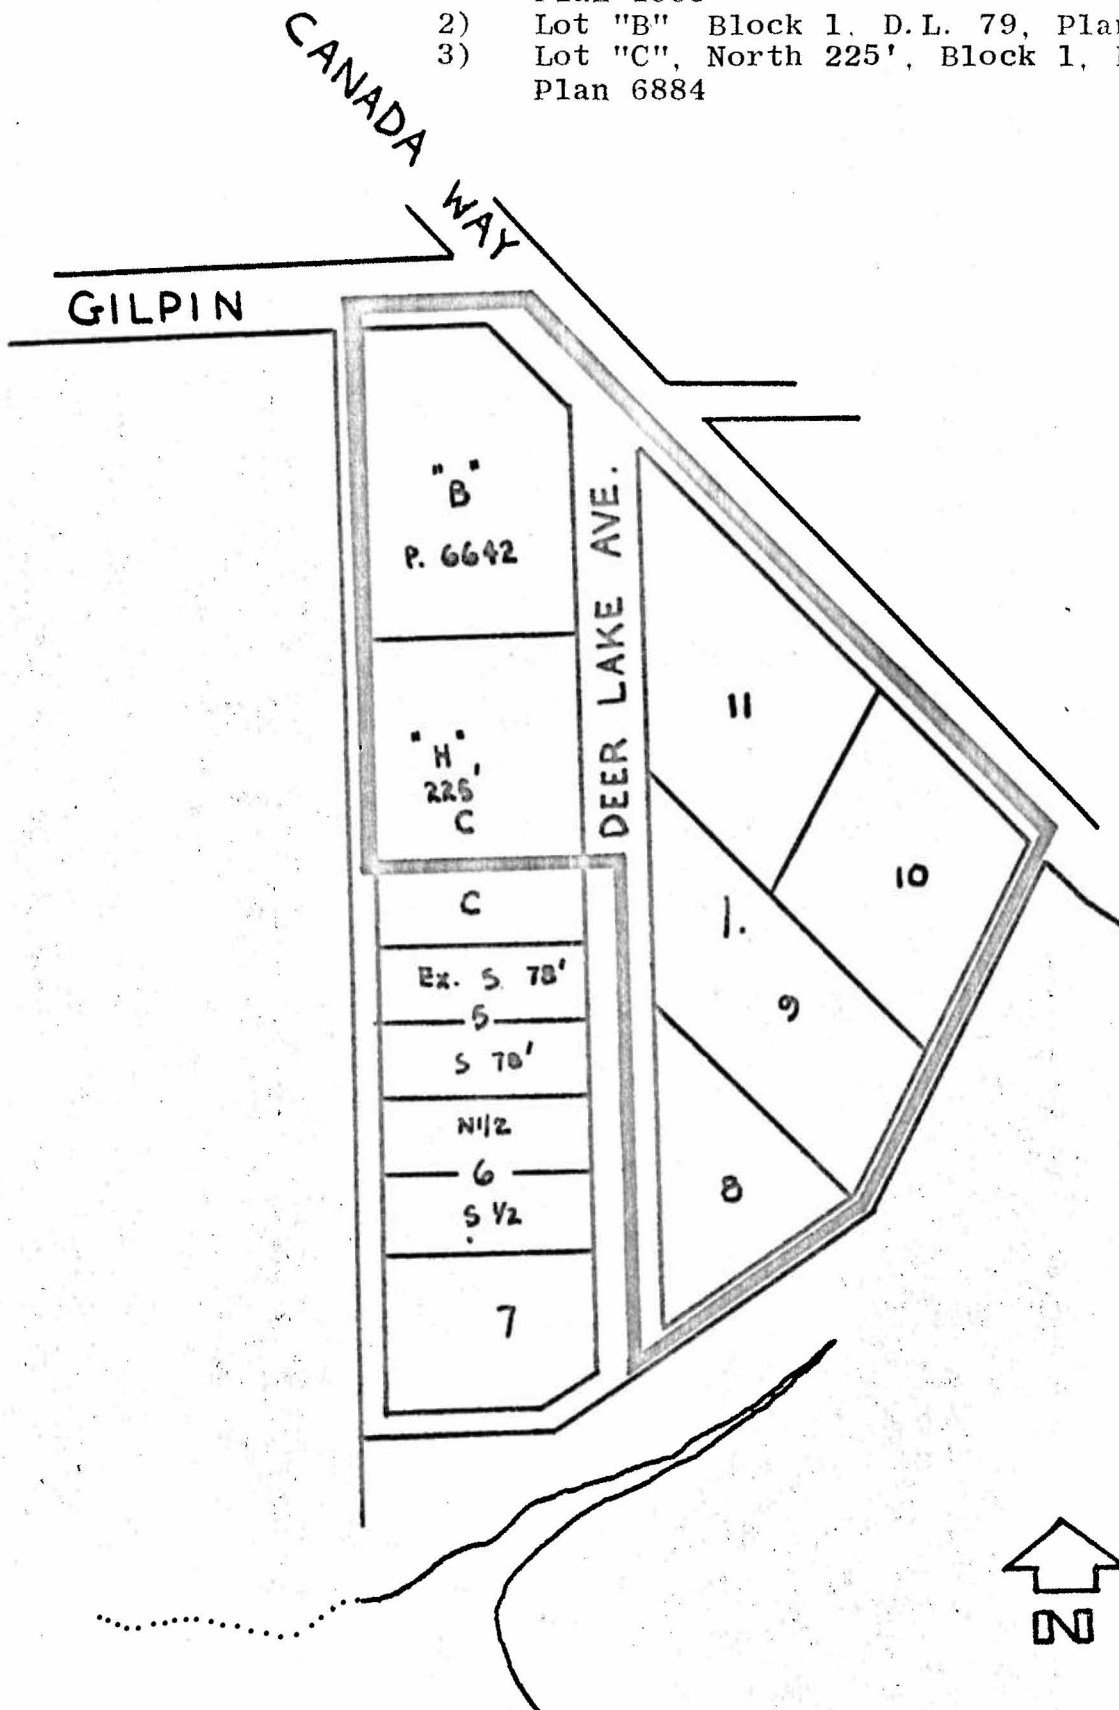 2) Lot "B" Block 1, D.L. 79, Plan
3) Lot "C", North 225', Block 1,
Plan 6884
CANADA WAY
GILPIN
"B"
P. 6642
DEER LAKE AVE.
"H"
225'
C
11
10
C
1.
9
Ex. S. 78'
5
S 78'
N1/2
6
S 1/2
8
7
N